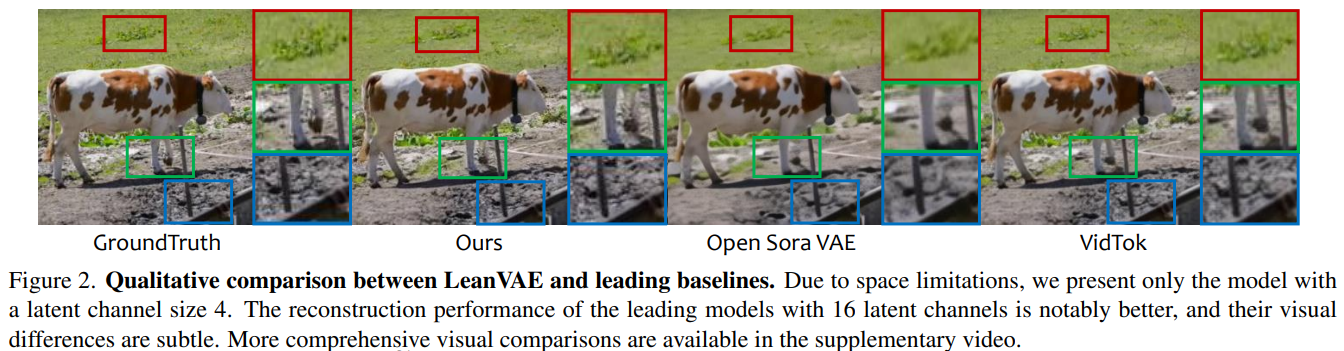 GroundTruth
Ours
Open Sora VAE
VidTok
Figure 2. Qualitative comparison between LeanVAE and leading baselines. Due to space limitations, we present only the model with
a latent channel size 4. The reconstruction performance of the leading models with 16 latent channels is notably better, and their visual
differences are subtle. More comprehensive visual comparisons are available in the supplementary video.